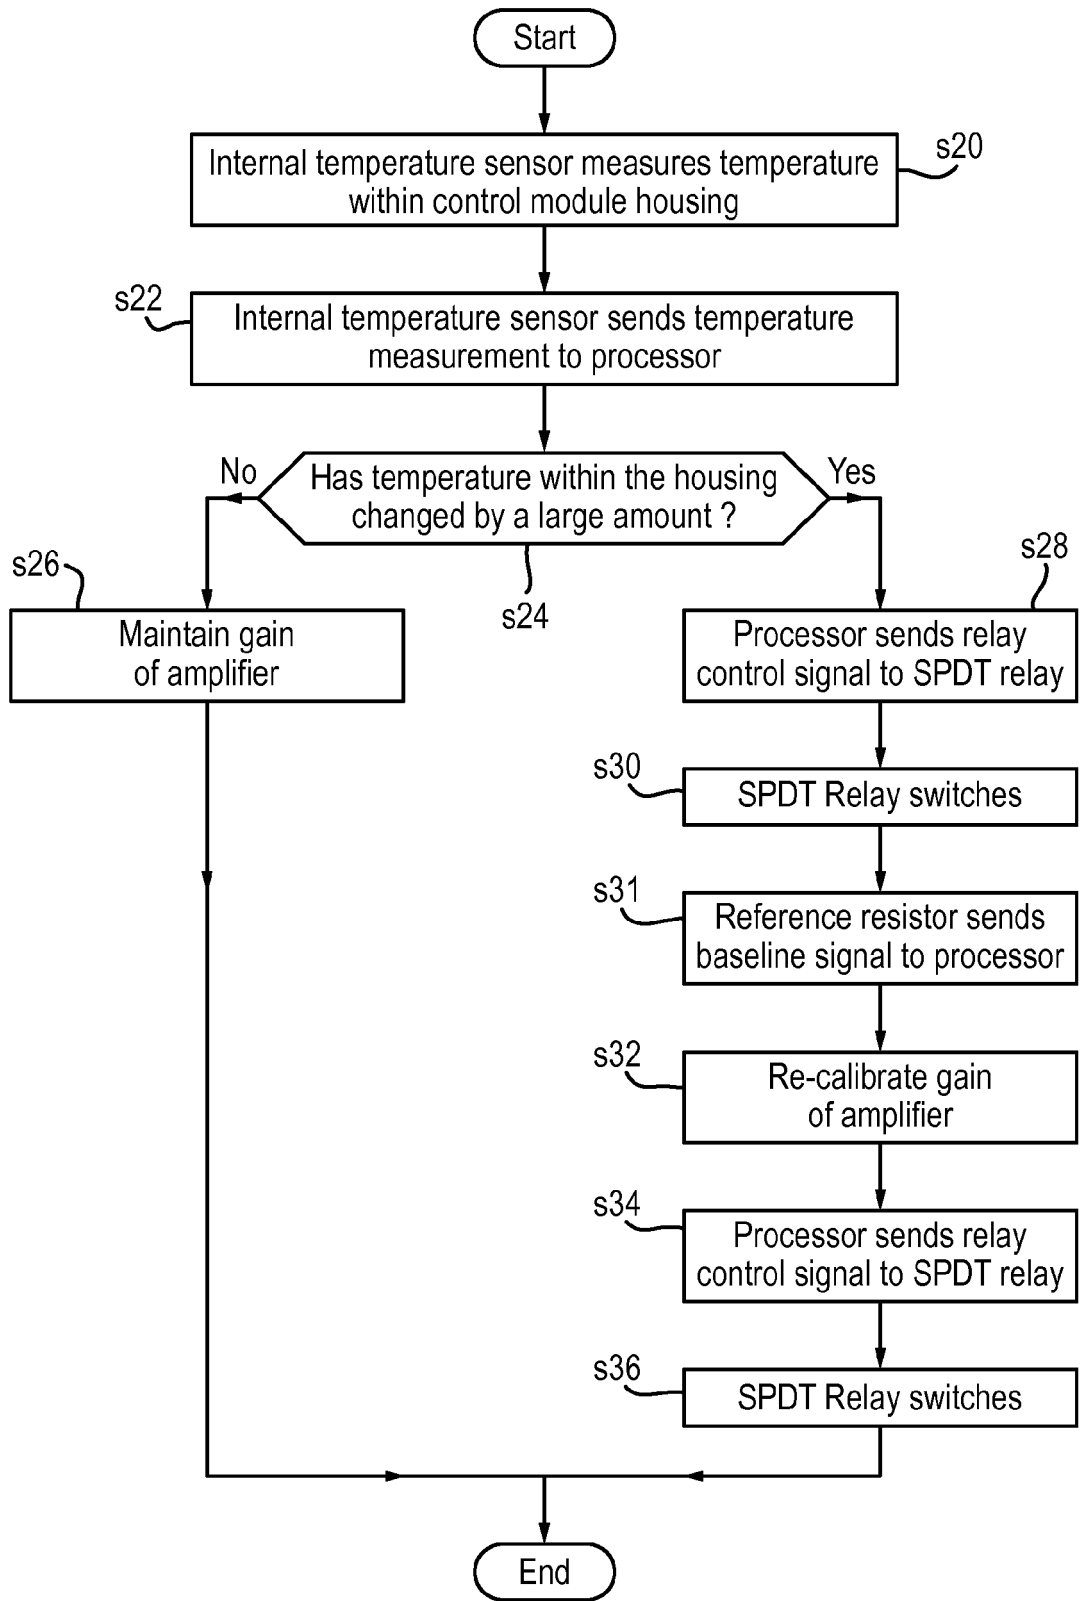 Start
Internal temperature sensor measures temperature
within control module housing
s20
s22
Internal temperature sensor sends temperature
measurement to processor
No
Has temperature within the housing
changed by a large amount ?
Yes
s24
s26
Maintain gain
of amplifier
s28
Processor sends relay
control signal to SPDT relay
s30
SPDT Relay switches
s31
Reference resistor sends
baseline signal to processor
s32
Re-calibrate gain
of amplifier
s34
Processor sends relay
control signal to SPDT relay
s36
SPDT Relay switches
End